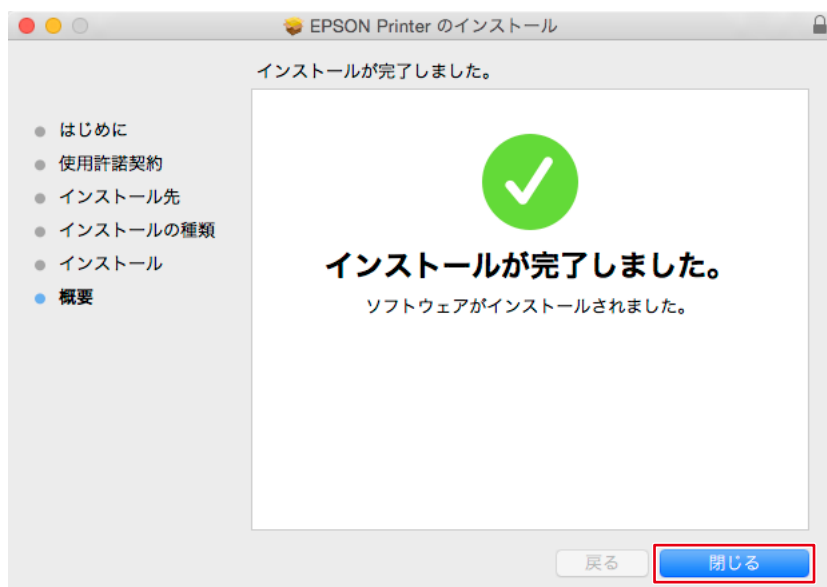 EPSON Printer のインストール
インストールが完了しました。
はじめに
使用許諾契約
インストール先
インストールの種類
インストール
概要
インストールが完了しました。
ソフトウェアがインストールされました。
戻る
閉じる